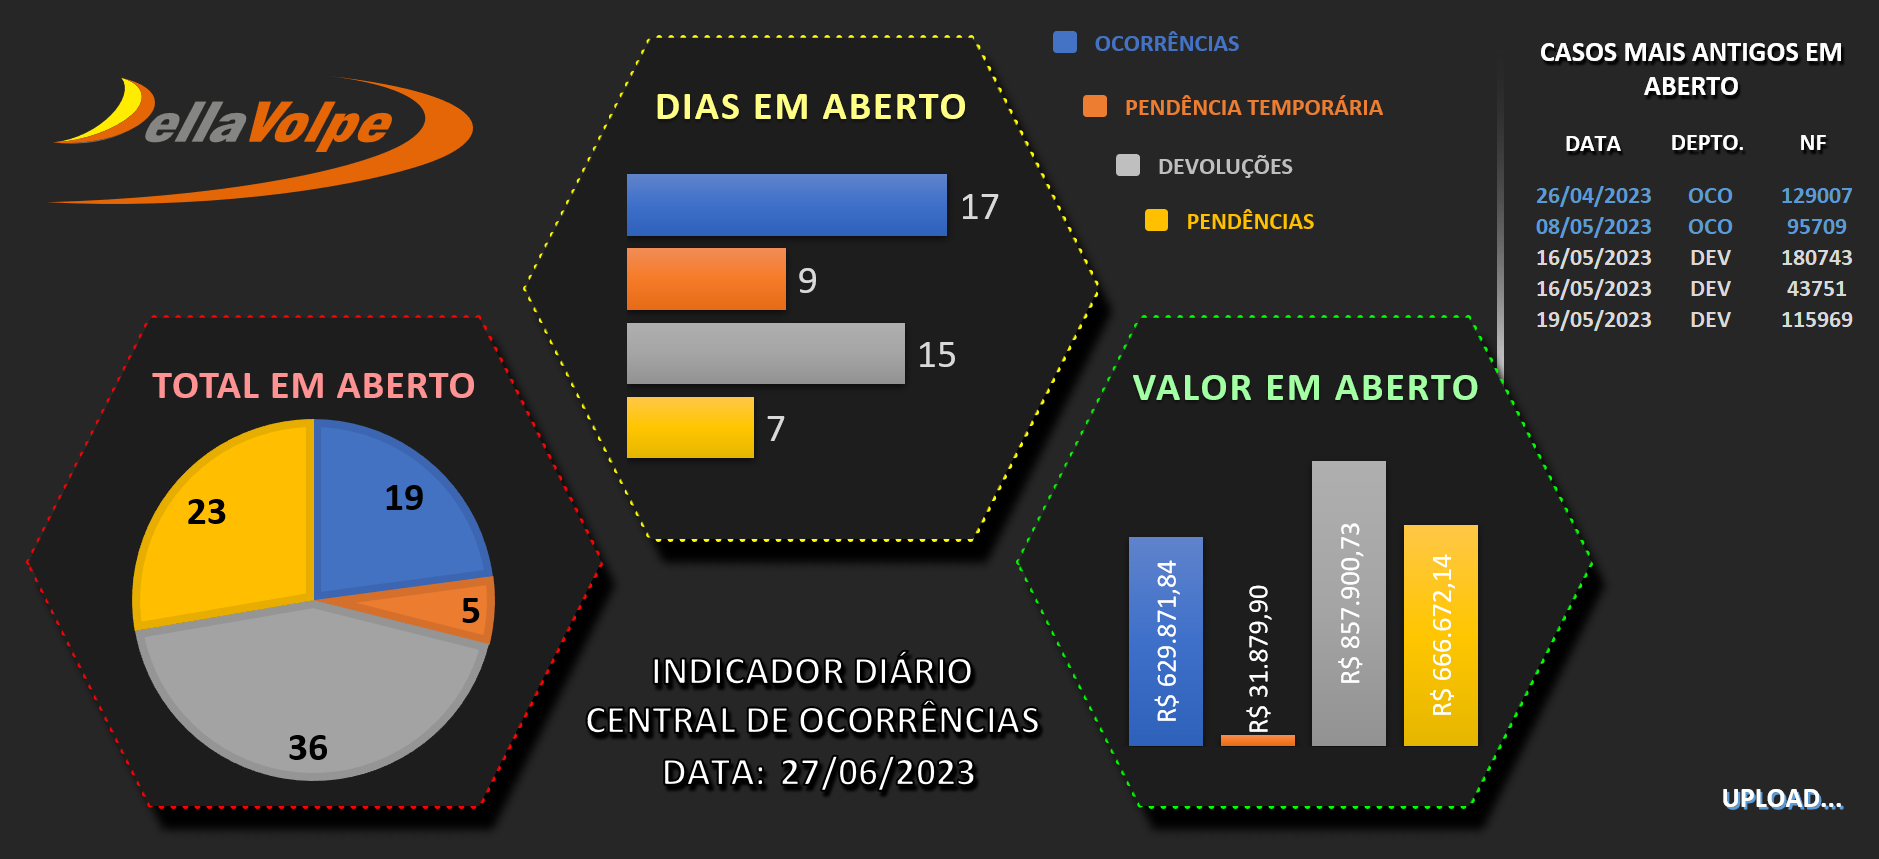 DellaVolpe
DIAS EM ABERTO
17
9
15
7
OCORRÊNCIAS
PENDÊNCIA TEMPORÁRIA
DEVOLUÇÕES
PENDÊNCIAS
CASOS MAIS ANTIGOS EM
ABERTO
DATA DEPTO. NF
26/04/2023 OCO 129007
08/05/2023 OCO 95709
16/05/2023 DEV 180743
16/05/2023 DEV 43751
19/05/2023 DEV 115969
TOTAL EM ABERTO
23
19
5
36
INDICADOR DIÁRIO
CENTRAL DE OCORRÊNCIAS
DATA: 27/06/2023
VALOR EM ABERTO
R$ 629.871,84
R$ 31.879,90
R$ 857.900,73
R$ 666.672,14
UPLOAD...